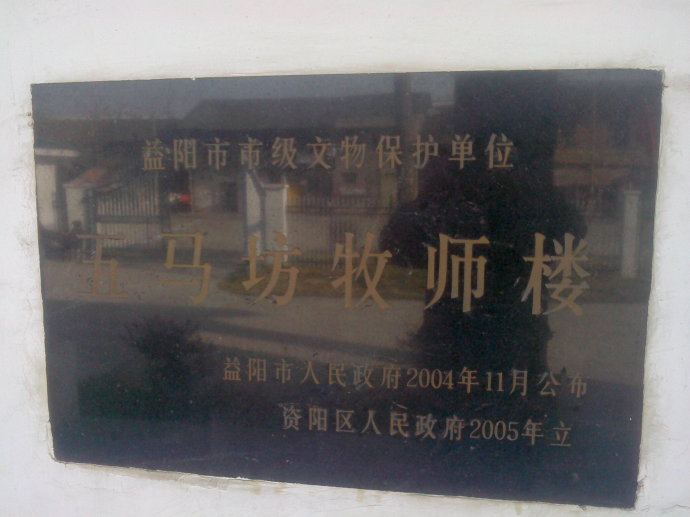 益阳市市级文物保护单位
五马坊牧师楼
益阳市人民政府2004年11月公布
资阳区人民政府2005年立